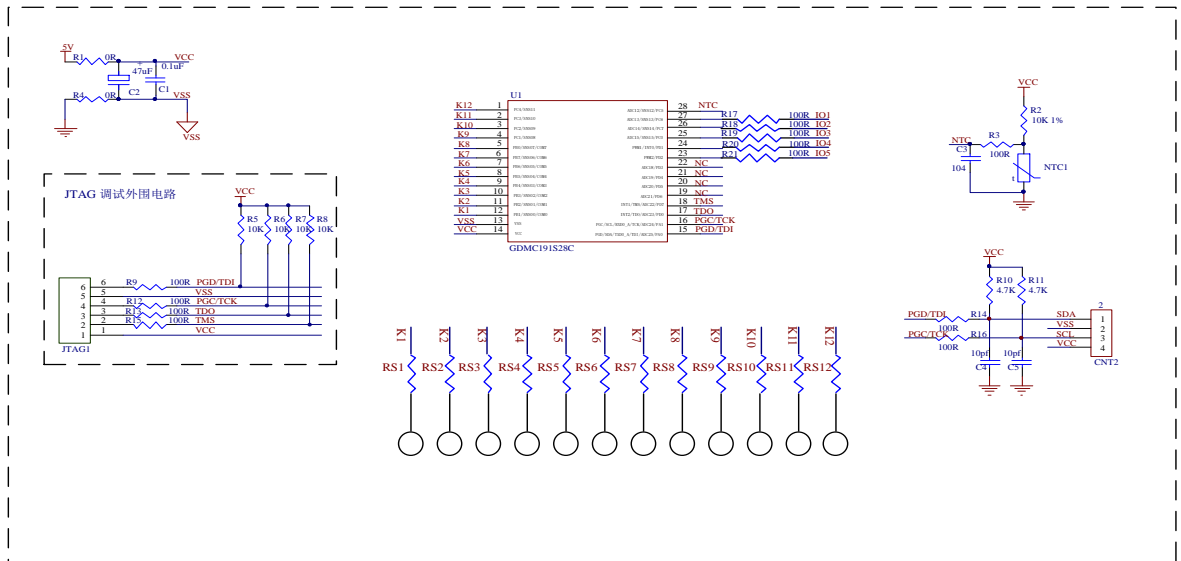 5V
R1 0R VCC
47uF 0.1uF
C2 C1
R4 0R VSS
VSS
U1
K12 1
K11 2
K10 3
K9 4
K8 5
K7 6
K6 7
K5 8
K4 9
K3 10
K2 11
K1 12
VSS 13
VCC 14
28 NTC
27 R17 100R IO1
26 R18 100R IO2
25 R19 100R IO3
24 R20 100R IO4
23 R21 100R IO5
22 NC
21 NC
20 NC
19 NC
18 TMS
17 TDO
16 PGC/TCK
15 PGD/TDI
GDMC191S28C
VCC
R2
10K 1%
NTC R3
C3 100R
104
NTC1
t
JTAG 调试外围电路
VCC
R5 R6 R7 R8
10K 10K 10K 10K
6 6 R9 100R PGD/TDI
5 5 VSS
4 4 R12 100R PGC/TCK
3 3 R13 100R TDO
2 2 R15 100R TMS
1 1 VCC
JTAG1
K1 K2 K3 K4 K5 K6 K7 K8 K9 K10 K11 K12
RS1 RS2 RS3 RS4 RS5 RS6 RS7 RS8 RS9 RS10 RS11 RS12
VCC
R10 R11
4.7K 4.7K
2
PGD/TDI R14 SDA 1
100R VSS 2
PGC/TCK R16 SCL 3
100R VCC 4
10pf 10pf
C4 C5
CNT2